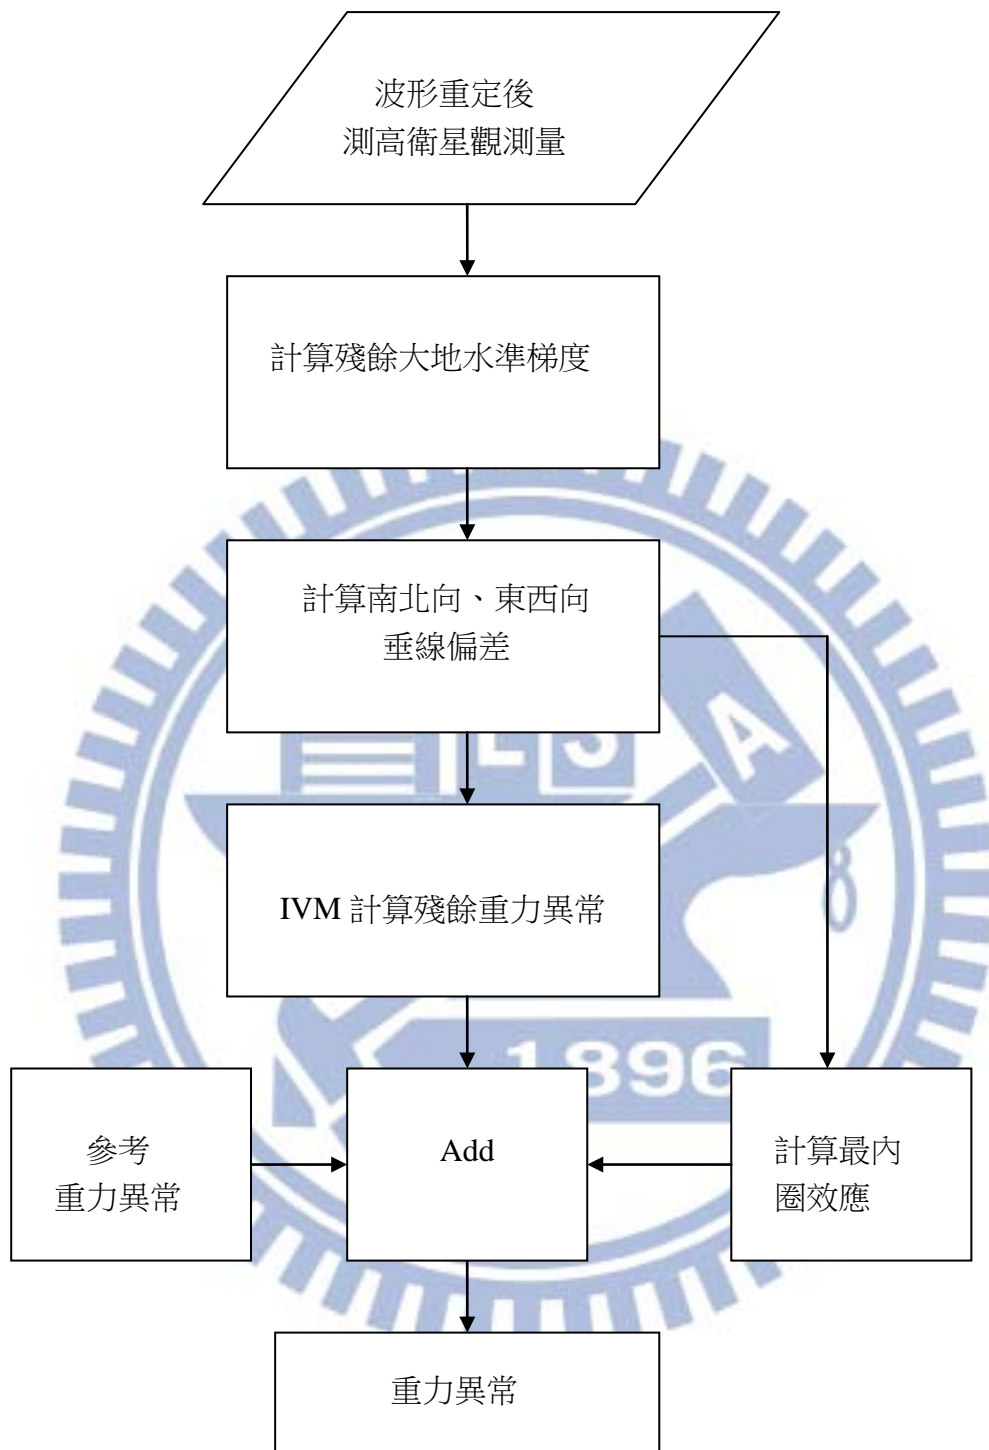 波形重定後
測高衛星觀測量
計算殘餘大地水準梯度
計算南北向、東西向
垂線偏差
IVM 計算殘餘重力異常
參考
重力異常
Add
計算最內
圈效應
重力異常
E S A
1896